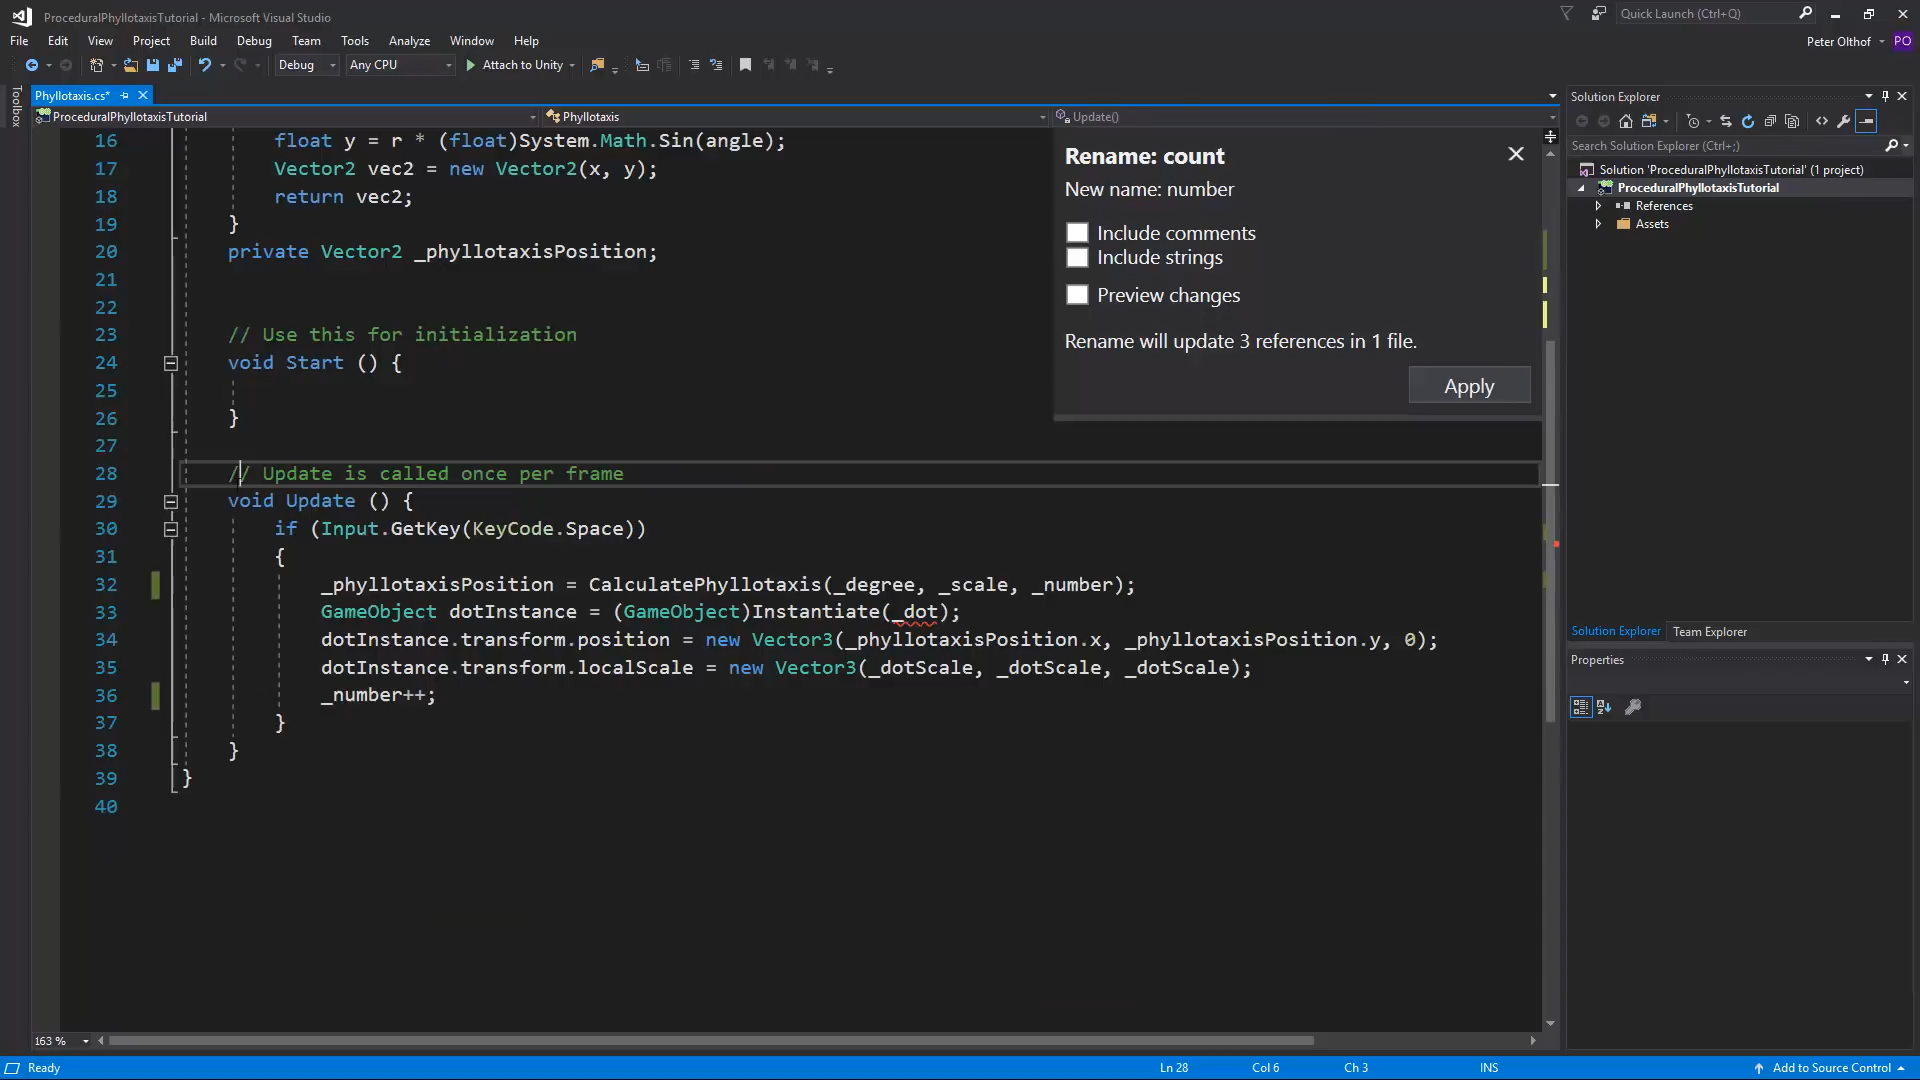 ProceduralPhyllotaxisTutorial - Microsoft Visual Studio
Quick Launch (Ctrl+Q)
File Edit View Project Build Debug Team Tools Analyze Window Help
Peter Olthof PO
Debug Any CPU Attach to Unity
Toolbox
Phyllotaxis.cs*
ProceduralPhyllotaxisTutorial Phyllotaxis Update()
16 float y = r * (float)System.Math.Sin(angle);
17 Vector2 vec2 = new Vector2(x, y);
18 return vec2;
19 }
20 private Vector2 _phyllotaxisPosition;
21
22
23 // Use this for initialization
24 void Start () {
25
26 }
27
28 // Update is called once per frame
29 void Update () {
30 if (Input.GetKey(KeyCode.Space))
31 {
32 _phyllotaxisPosition = CalculatePhyllotaxis(_degree, _scale, _number);
33 GameObject dotInstance = (GameObject)Instantiate(_dot);
34 dotInstance.transform.position = new Vector3(_phyllotaxisPosition.x, _phyllotaxisPosition.y, 0);
35 dotInstance.transform.localScale = new Vector3(_dotScale, _dotScale, _dotScale);
36 _number++;
37 }
38 }
39 }
40
Rename: count
New name: number
Include comments
Include strings
Preview changes
Rename will update 3 references in 1 file.
Apply
Solution Explorer
Search Solution Explorer (Ctrl+;)
Solution 'ProceduralPhyllotaxisTutorial' (1 project)
ProceduralPhyllotaxisTutorial
References
Assets
Solution Explorer Team Explorer
Properties
163 %
Ready Ln 28 Col 6 Ch 3 INS Add to Source Control